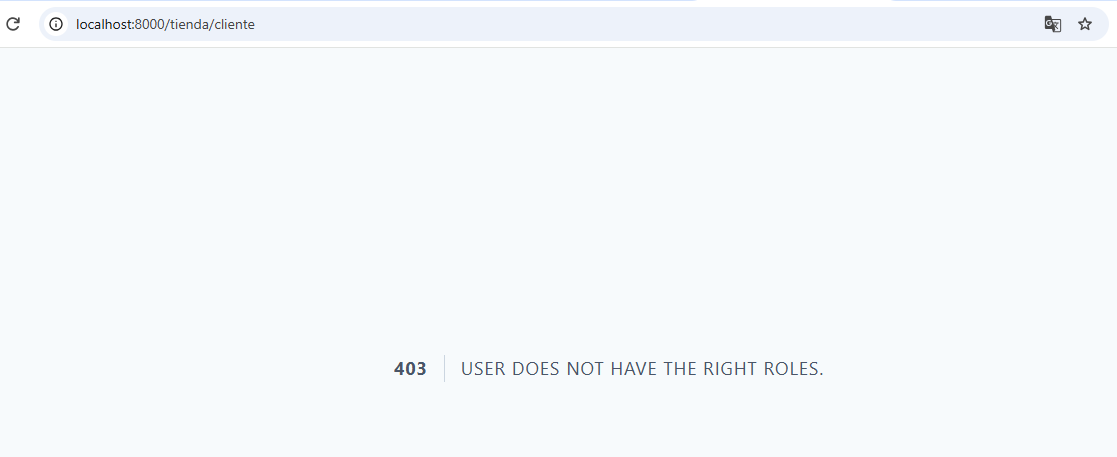 localhost:8000/tienda/cliente
403 USER DOES NOT HAVE THE RIGHT ROLES.